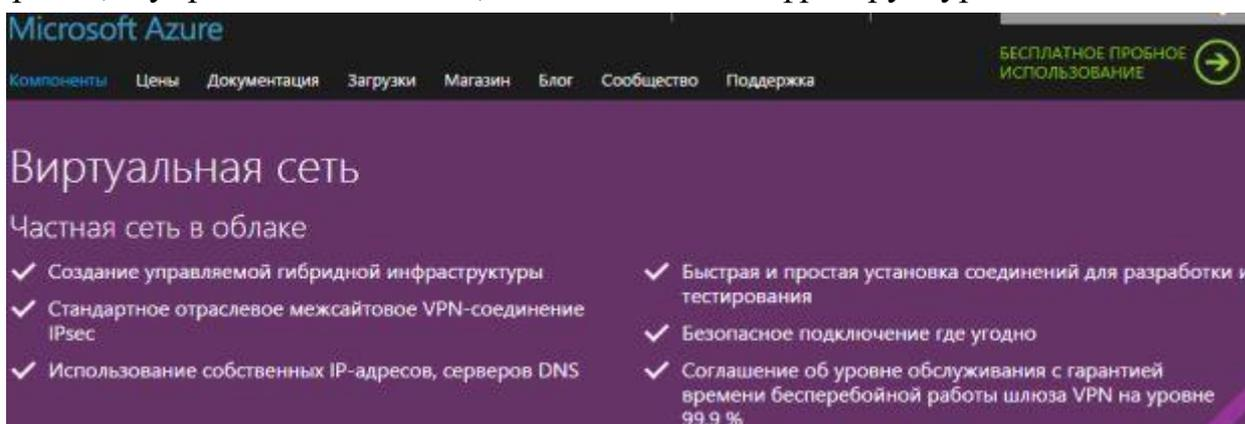 Microsoft Azure
БЕСПЛАТНОЕ ПРОБНОЕ
ИСПОЛЬЗОВАНИЕ
Компоненты Цены Документация Загрузки Магазин Блог Сообщество Поддержка
Виртуальная сеть
Частная сеть в облаке
Создание управляемой гибридной инфраструктуры
Стандартное отраслевое межсайтовое VPN-соединение
IPsec
Использование собственных IP-адресов, серверов DNS
Быстрая и простая установка соединений для разработки и
тестирования
Безопасное подключение где угодно
Соглашение об уровне обслуживания с гарантией
времени бесперебойной работы шлюза VPN на уровне
99,9 %